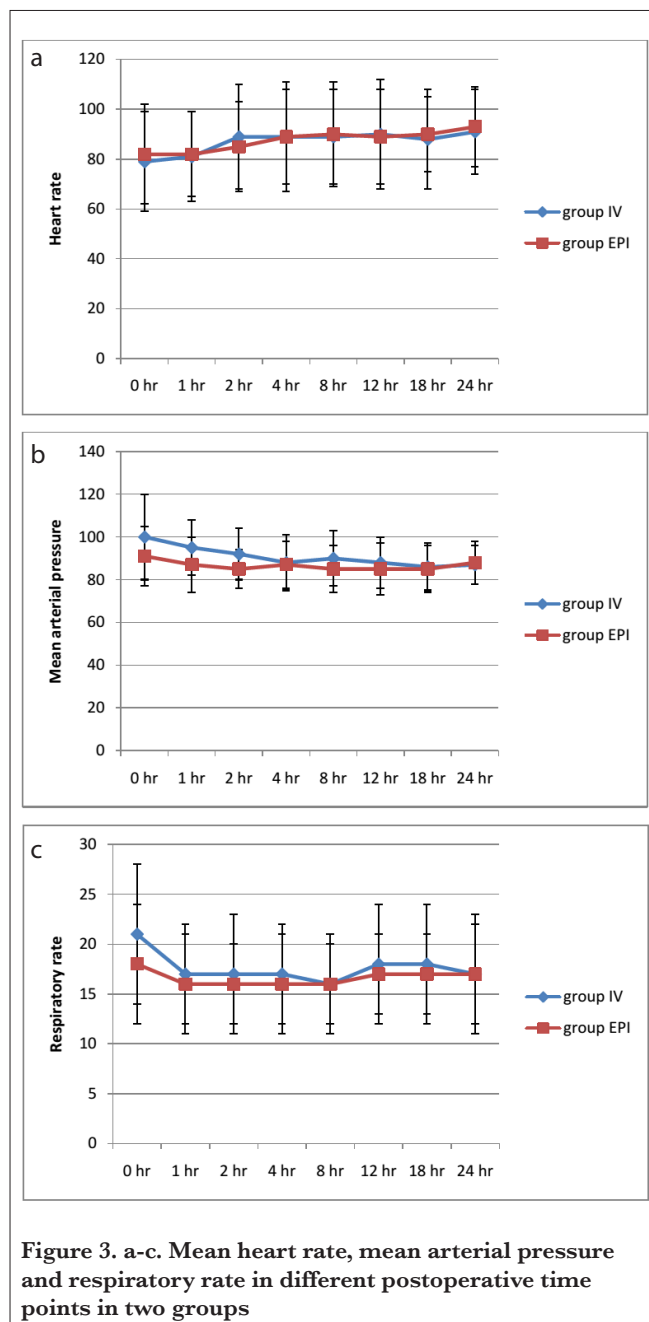 a
120
100
80
60
40
20
0
Heart rate
0 hr 1 hr 2 hr 4 hr 8 hr 12 hr 18 hr 24 hr
group IV
group EPI
b
140
120
100
80
60
40
20
0
Mean arterial pressure
0 hr 1 hr 2 hr 4 hr 8 hr 12 hr 18 hr 24 hr
group IV
group EPI
c
30
25
20
15
10
5
0
Respiratory rate
0 hr 1 hr 2 hr 4 hr 8 hr 12 hr 18 hr 24 hr
group IV
group EPI
Figure 3. a-c. Mean heart rate, mean arterial pressure
and respiratory rate in different postoperative time
points in two groups